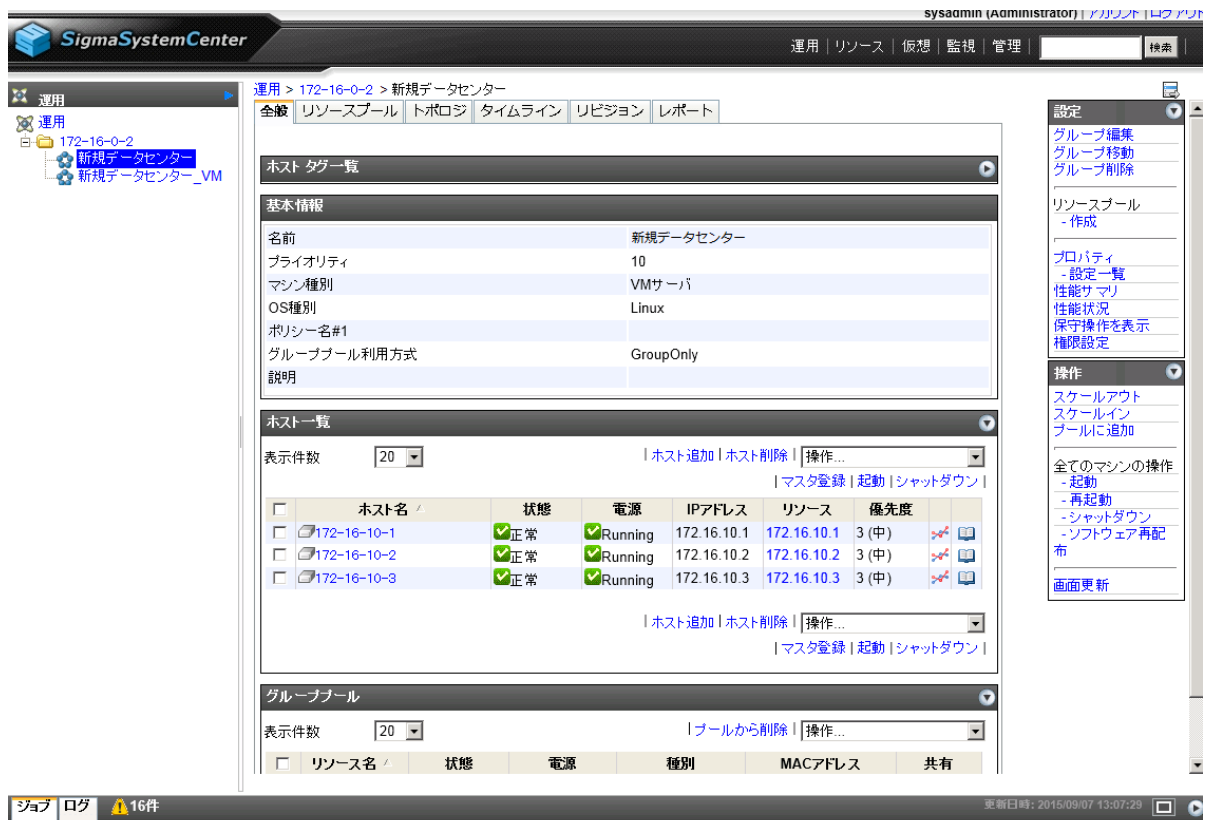 sysadmin (Administrator) | アカウント | ログアウト
SigmaSystemCenter
運用 | リソース | 仮想 | 監視 | 管理 | 検索 |
運用
運用
172-16-0-2
新規データセンター
新規データセンター_VM
運用 > 172-16-0-2 > 新規データセンター
全般 リソースプール トポロジ タイムライン リビジョン レポート
ホスト タグ一覧
基本情報
名前 新規データセンター
プライオリティ 10
マシン種別 VMサーバ
OS種別 Linux
ポリシー名#1
グループプール利用方式 GroupOnly
説明
ホスト一覧
表示件数 20 | ホスト追加 | ホスト削除 | 操作...
| マスタ登録 | 起動 | シャットダウン |
ホスト名 状態 電源 IPアドレス リソース 優先度
172-16-10-1 正常 Running 172.16.10.1 172.16.10.1 3 (中)
172-16-10-2 正常 Running 172.16.10.2 172.16.10.2 3 (中)
172-16-10-3 正常 Running 172.16.10.3 172.16.10.3 3 (中)
| ホスト追加 | ホスト削除 | 操作...
| マスタ登録 | 起動 | シャットダウン |
グループプール
表示件数 20 | プールから削除 | 操作...
リソース名 状態 電源 種別 MACアドレス 共有
設定
グループ編集
グループ移動
グループ削除
リソースプール
- 作成
プロパティ
- 設定一覧
性能サマリ
性能状況
保守操作を表示
権限設定
操作
スケールアウト
スケールイン
プールに追加
全てのマシンの操作
- 起動
- 再起動
- シャットダウン
- ソフトウェア再配
布
画面更新
ジョブ ログ 16件
更新日時: 2015/09/07 13:07:29